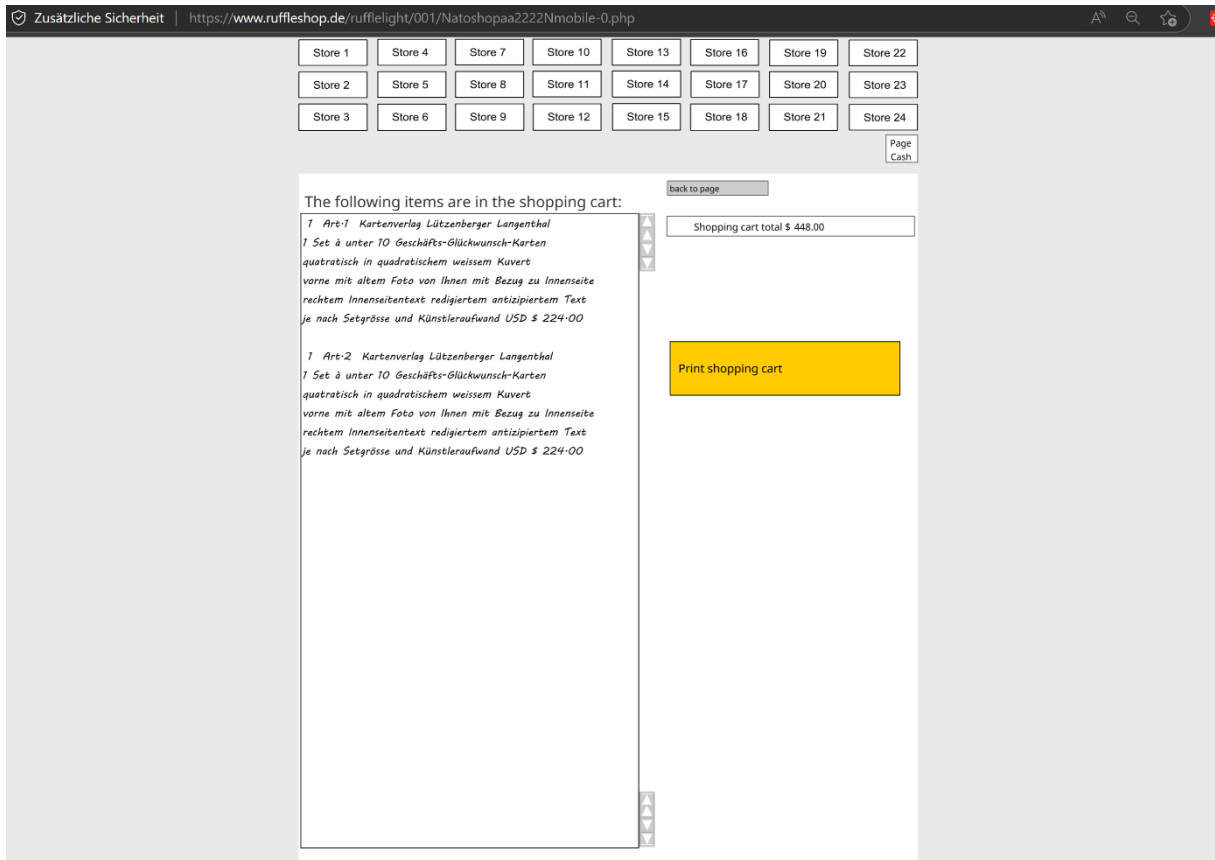 Zusätzliche Sicherheit | https://www.ruffleshop.de/rufflelight/001/Natoshopaa2222Nmobile-0.php
Store 1 Store 4 Store 7 Store 10 Store 13 Store 16 Store 19 Store 22
Store 2 Store 5 Store 8 Store 11 Store 14 Store 17 Store 20 Store 23
Store 3 Store 6 Store 9 Store 12 Store 15 Store 18 Store 21 Store 24
Page
Cash
back to page
The following items are in the shopping cart:
Shopping cart total $ 448.00
1 Art·1 Kartenverlag Lützenberger Langenthal
1 Set à unter 10 Geschäfts-Glückwunsch-Karten
quatratisch in quadratischem weissem Kuvert
vorne mit altem Foto von Ihnen mit Bezug zu Innenseite
rechtem Innenseitentext redigiertem antizipiertem Text
je nach Setgrösse und Künstleraufwand USD $ 224·00
1 Art·2 Kartenverlag Lützenberger Langenthal
1 Set à unter 10 Geschäfts-Glückwunsch-Karten
quatratisch in quadratischem weissem Kuvert
vorne mit altem Foto von Ihnen mit Bezug zu Innenseite
rechtem Innenseitentext redigiertem antizipiertem Text
je nach Setgrösse und Künstleraufwand USD $ 224·00
Print shopping cart